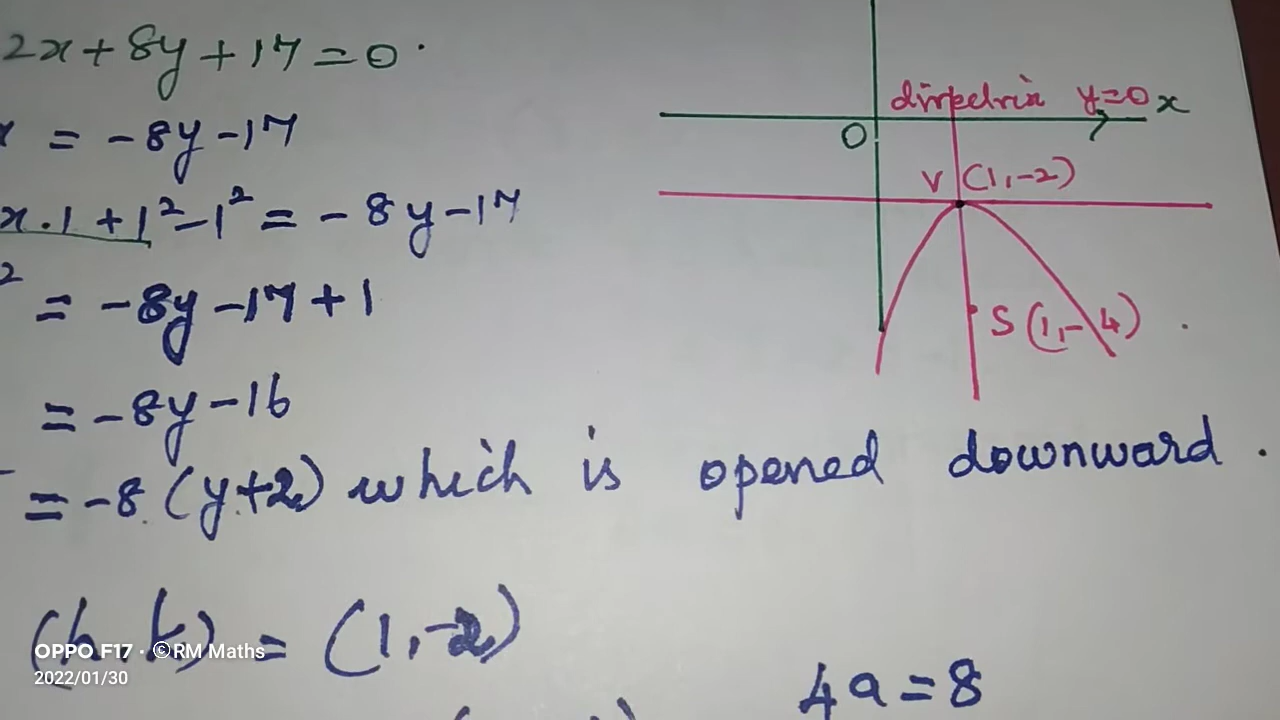 2x + 8y + 17 = 0.
x = -8y - 17
x . 1 + 1² - 1² = -8y - 17
² = -8y - 17 + 1
= -8y - 16
= -8 (y+2) which is opened downward .
(h, k) = (1, -2)
4a = 8
directrix y=0 x
O
V (1, -2)
S (1, -4) .
OPPO F17 · ©RM Maths
2022/01/30